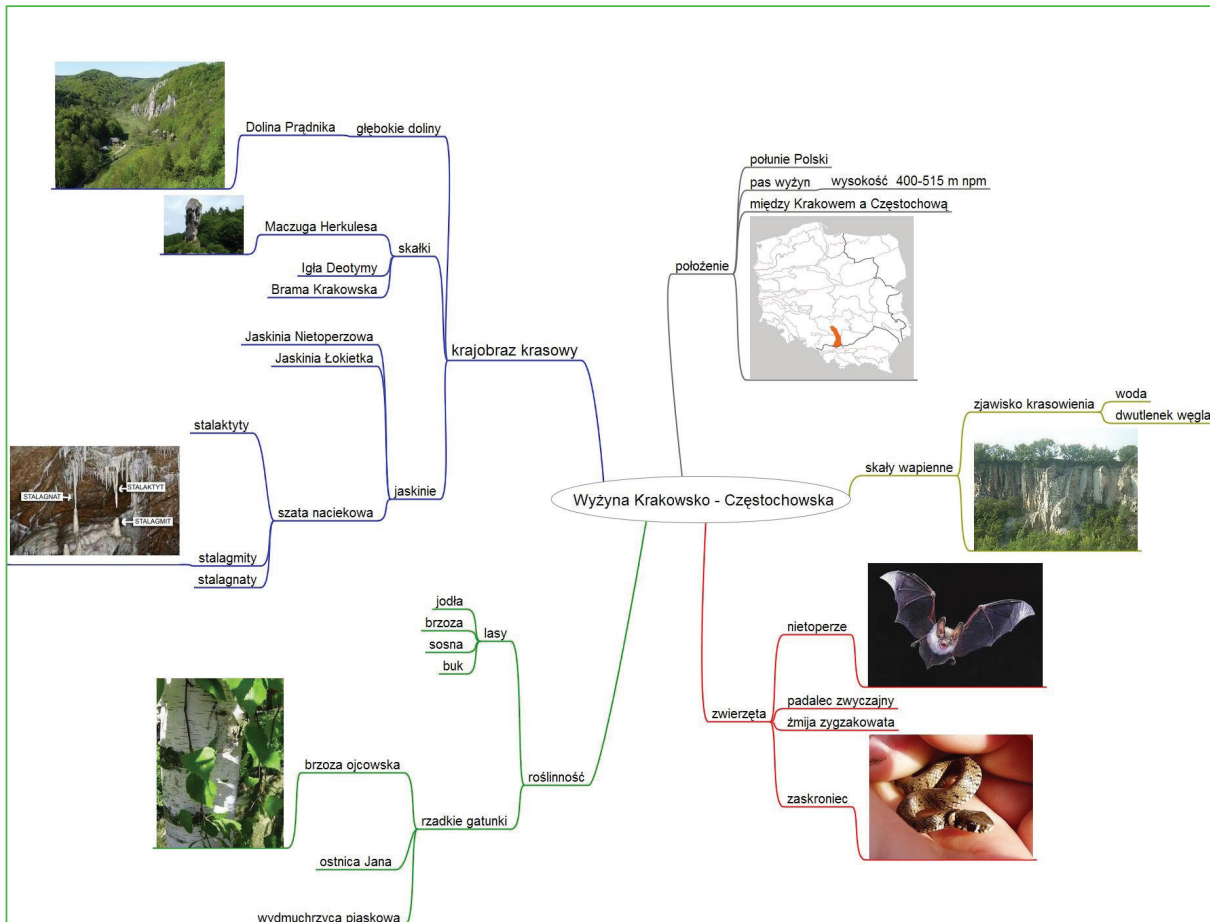 Wyżyna Krakowsko - Częstochowska
położenie
połunie Polski
pas wyżyn
wysokość 400-515 m npm
między Krakowem a Częstochową
skały wapienne
zjawisko krasowienia
woda
dwutlenek węgla
zwierzęta
nietoperze
padalec zwyczajny
żmija zygzakowata
zaskroniec
krajobraz krasowy
głębokie doliny
Dolina Prądnika
skałki
Maczuga Herkulesa
Igła Deotymy
Brama Krakowska
jaskinie
Jaskinia Nietoperzowa
Jaskinia Łokietka
szata naciekowa
stalaktyty
STALAGNAT
STALAKTYT
STALAGMIT
stalagmity
stalagnaty
roślinność
lasy
jodła
brzoza
sosna
buk
rzadkie gatunki
brzoza ojcowska
ostnica Jana
wydmuchrzyca piaskowa